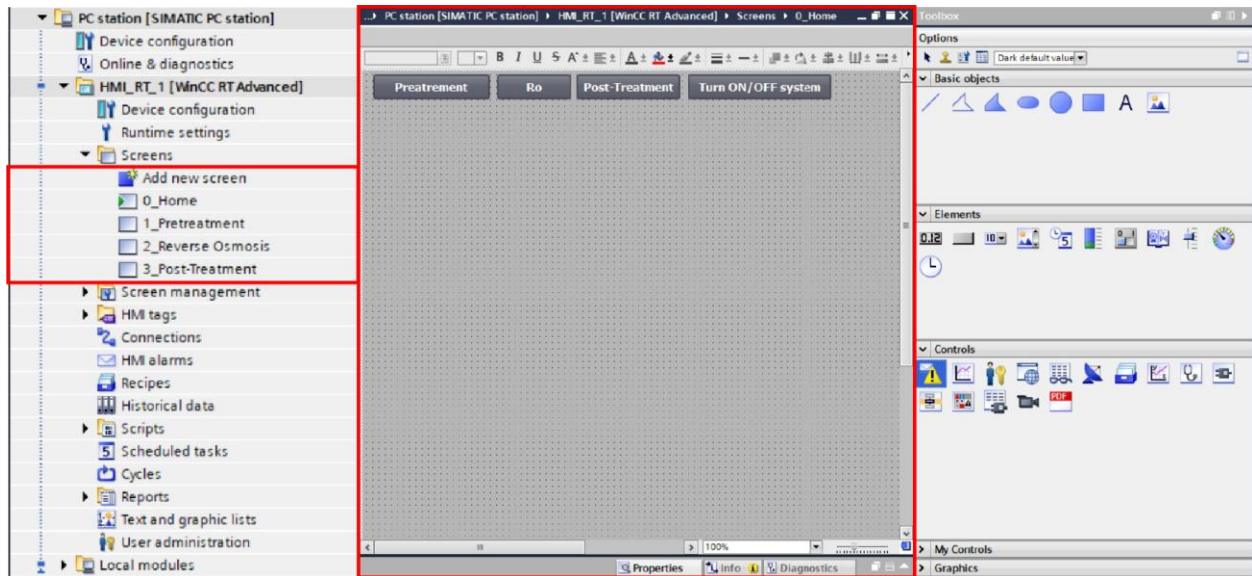 PC station [SIMATIC PC station]
Device configuration
Online & diagnostics
HMI_RT_1 [WinCC RT Advanced]
Device configuration
Runtime settings
Screens
Add new screen
0_Home
1_Pretreatment
2_Reverse Osmosis
3_Post-Treatment
Screen management
HMI tags
Connections
HMI alarms
Recipes
Historical data
Scripts
Scheduled tasks
Cycles
Reports
Text and graphic lists
User administration
Local modules
...▸ PC station [SIMATIC PC station] ▸ HMI_RT_1 [WinCC RT Advanced] ▸ Screens ▸ 0_Home
B I U S A
Preatrement Ro Post-Treatment Turn ON/OFF system
100%
Properties Info Diagnostics
Toolbox
Options
Dark default value
Basic objects
A
Elements
0.12 10 5
Controls
PDF
My Controls
Graphics